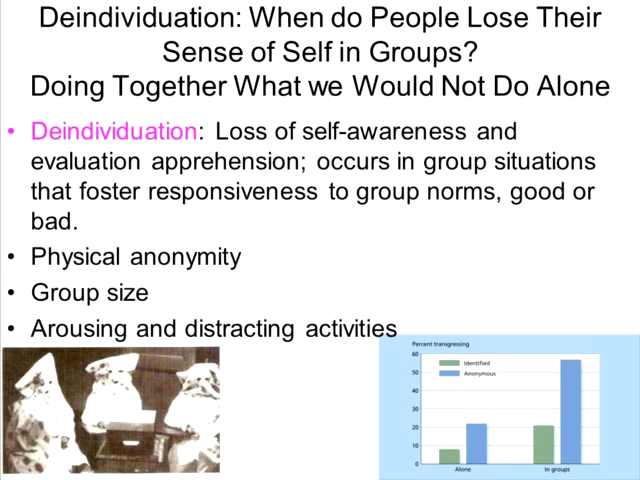 Deindividuation: When do People Lose Their
Sense of Self in Groups?
Doing Together What we Would Not Do Alone
• Deindividuation: Loss of self-awareness and
evaluation apprehension; occurs in group situations
that foster responsiveness to group norms, good or
bad.
• Physical anonymity
• Group size
• Arousing and distracting activities
Percent transgressing
60
50
40
30
20
10
0
Identified
Anonymous
Alone
In groups